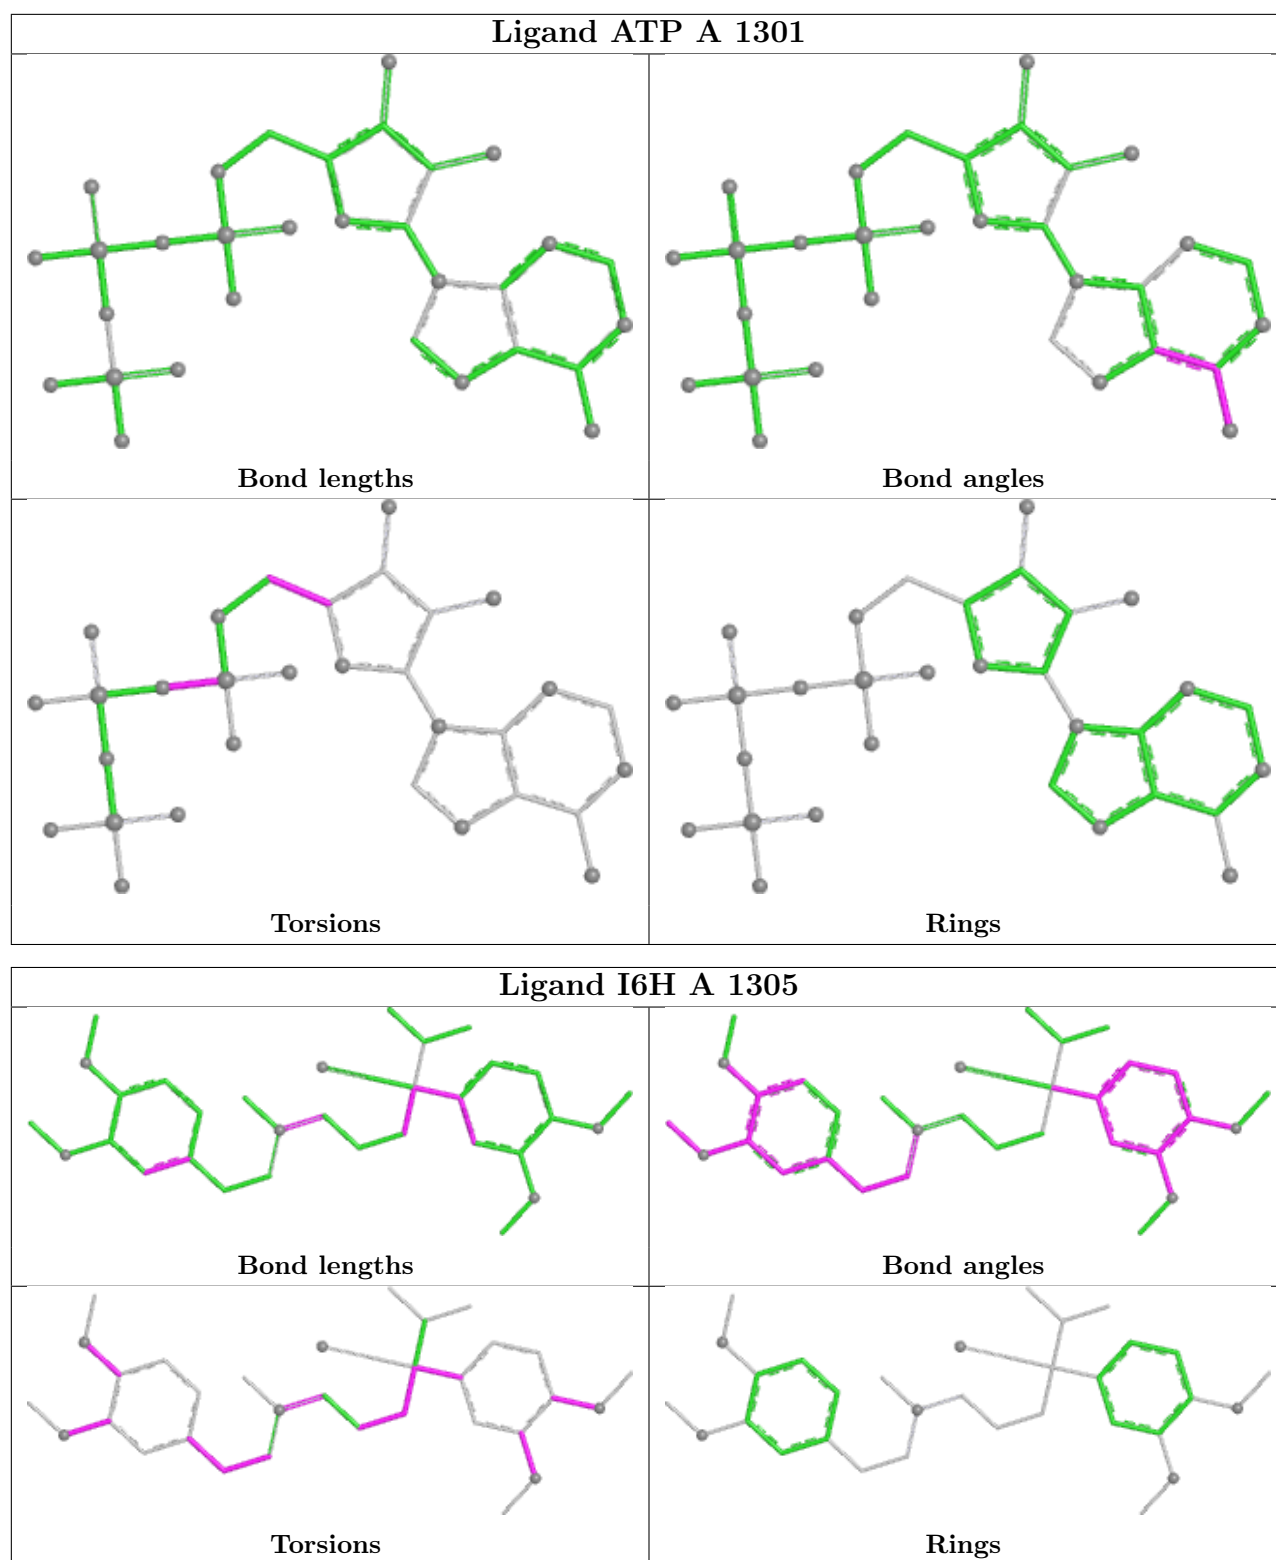 Ligand ATP A 1301
Bond lengths
Bond angles
Torsions
Rings
Ligand I6H A 1305
Bond lengths
Bond angles
Torsions
Rings